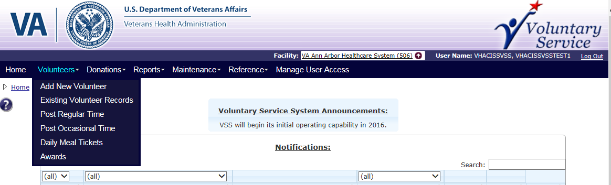 VA
U.S. Department of Veterans Affairs
Veterans Health Administration
Voluntary
Service
Facility: VA Ann Arbor Healthcare System (506) User Name: VHACISSVSS, VHACISSVSSTEST1 Log Out
Home Volunteers Donations Reports Maintenance Reference Manage User Access
Home
Add New Volunteer
Existing Volunteer Records
Post Regular Time
Post Occasional Time
Daily Meal Tickets
Awards
Voluntary Service System Announcements:
VSS will begin its initial operating capability in 2016.
Notifications:
Search:
(all) (all) (all)